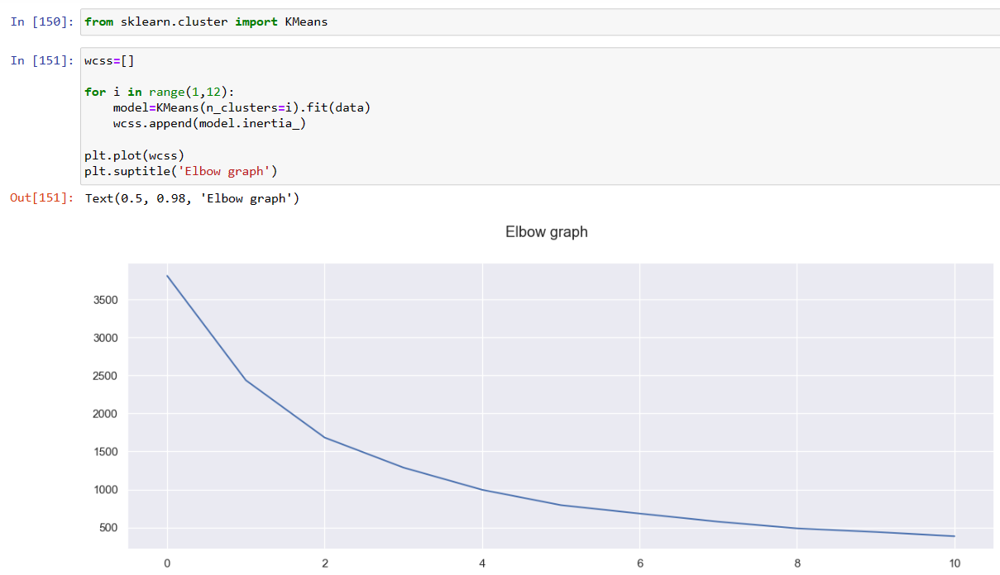 In [150]: from sklearn.cluster import KMeans
In [151]: wcss=[]
for i in range(1,12):
    model=KMeans(n_clusters=i).fit(data)
    wcss.append(model.inertia_)
plt.plot(wcss)
plt.suptitle('Elbow graph')
Out[151]: Text(0.5, 0.98, 'Elbow graph')
Elbow graph
3500
3000
2500
2000
1500
1000
500
0 2 4 6 8 10